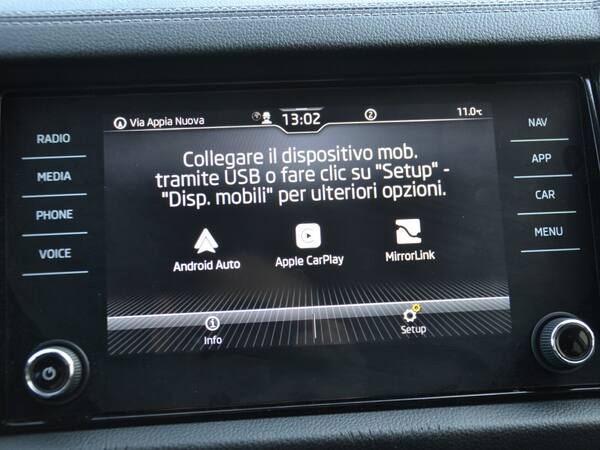 Via Appia Nuova
13:02
2
11.0°C
RADIO
MEDIA
PHONE
VOICE
Collegare il dispositivo mob.
tramite USB o fare clic su "Setup" -
"Disp. mobili" per ulteriori opzioni.
Android Auto
Apple CarPlay
MirrorLink
Info
Setup
NAV
APP
CAR
MENU